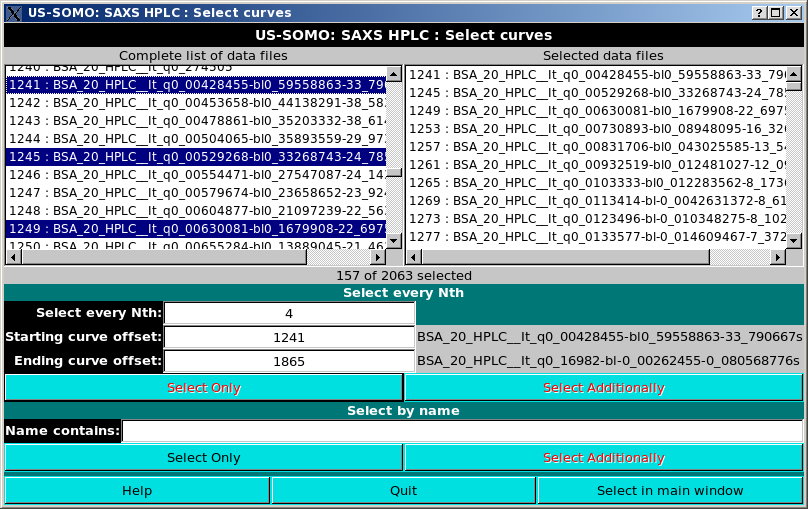 US-SOMO: SAXS HPLC : Select curves
US-SOMO: SAXS HPLC : Select curves
Complete list of data files
1240 : BSA_20_HPLC__It_q0_274505
1241 : BSA_20_HPLC__It_q0_00428455-bl0_59558863-33_790
1242 : BSA_20_HPLC__It_q0_00453658-bl0_44138291-38_58
1243 : BSA_20_HPLC__It_q0_00478861-bl0_35203332-38_614
1244 : BSA_20_HPLC__It_q0_00504065-bl0_35893559-29_97
1245 : BSA_20_HPLC__It_q0_00529268-bl0_33268743-24_785
1246 : BSA_20_HPLC__It_q0_00554471-bl0_27547087-24_14
1247 : BSA_20_HPLC__It_q0_00579674-bl0_23658652-23_924
1248 : BSA_20_HPLC__It_q0_00604877-bl0_21097239-22_56
1249 : BSA_20_HPLC__It_q0_00630081-bl0_1679908-22_697
1250 : BSA_20_HPLC__It_q0_00655284-bl0_13889045-21_46
Selected data files
1241 : BSA_20_HPLC__It_q0_00428455-bl0_59558863-33_790
1245 : BSA_20_HPLC__It_q0_00529268-bl0_33268743-24_785
1249 : BSA_20_HPLC__It_q0_00630081-bl0_1679908-22_697
1253 : BSA_20_HPLC__It_q0_00730893-bl0_08948095-16_32
1257 : BSA_20_HPLC__It_q0_00831706-bl0_043025585-13_5
1261 : BSA_20_HPLC__It_q0_00932519-bl0_012481027-12_0
1265 : BSA_20_HPLC__It_q0_0103333-bl0_012283562-8_173
1269 : BSA_20_HPLC__It_q0_0113414-bl-0_0042631372-8_61
1273 : BSA_20_HPLC__It_q0_0123496-bl-0_010348275-8_102
1277 : BSA_20_HPLC__It_q0_0133577-bl-0_014609467-7_372
157 of 2063 selected
Select every Nth
Select every Nth: 4
Starting curve offset: 1241 BSA_20_HPLC__It_q0_00428455-bl0_59558863-33_790667s
Ending curve offset: 1865 BSA_20_HPLC__It_q0_16982-bl-0_00262455-0_080568776s
Select Only Select Additionally
Select by name
Name contains:
Select Only Select Additionally
Help Quit Select in main window